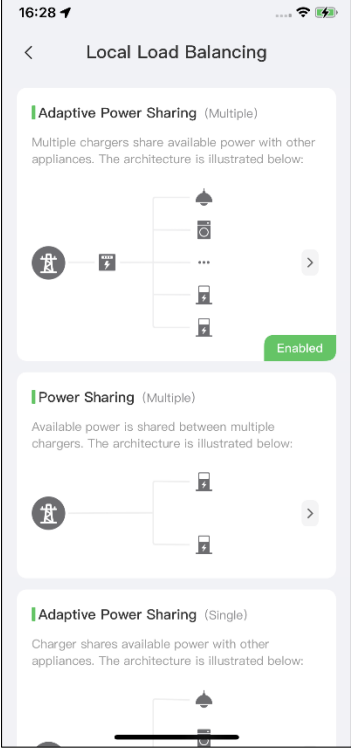 16:28
Local Load Balancing
Adaptive Power Sharing (Multiple)
Multiple chargers share available power with other
appliances. The architecture is illustrated below:
...
Enabled
Power Sharing (Multiple)
Available power is shared between multiple
chargers. The architecture is illustrated below:
Adaptive Power Sharing (Single)
Charger shares available power with other
appliances. The architecture is illustrated below: